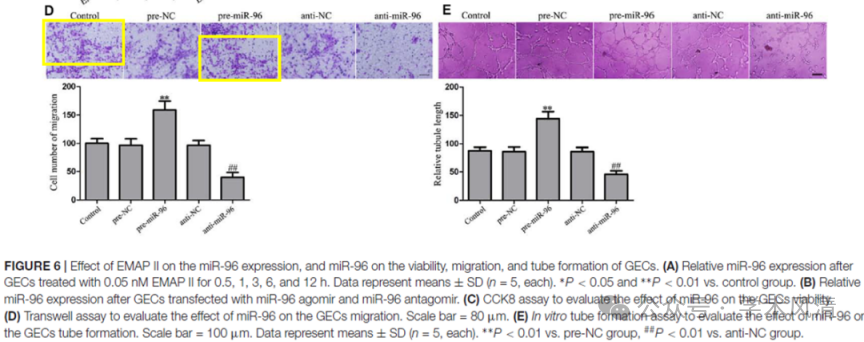 D
Control pre-NC pre-miR-96 anti-NC anti-miR-96
E
Control pre-NC pre-miR-96 anti-NC anti-miR-96
Cell number of migration
200
150
100
50
0
**
##
Control
pre-NC
pre-miR-96
anti-NC
anti-miR-96
Relative tubule length
200
150
100
50
0
**
##
Control
pre-NC
pre-miR-96
anti-NC
anti-miR-96
FIGURE 6 | Effect of EMAP II on the miR-96 expression, and miR-96 on the viability, migration, and tube formation of GECs. (A) Relative miR-96 expression after
GECs treated with 0.05 nM EMAP II for 0.5, 1, 3, 6, and 12 h. Data represent means ± SD (n = 5, each). *P < 0.05 and **P < 0.01 vs. control group. (B) Relative
miR-96 expression after GECs transfected with miR-96 agomir and miR-96 antagomir. (C) CCK8 assay to evaluate the effect of miR-96 on the GECs viability.
(D) Transwell assay to evaluate the effect of miR-96 on the GECs migration. Scale bar = 80 μm. (E) In vitro tube formation assay to evaluate the effect of miR-96 on
the GECs tube formation. Scale bar = 100 μm. Data represent means ± SD (n = 5, each). **P < 0.01 vs. pre-NC group, ##P < 0.01 vs. anti-NC group.
公众号 · 学术风情